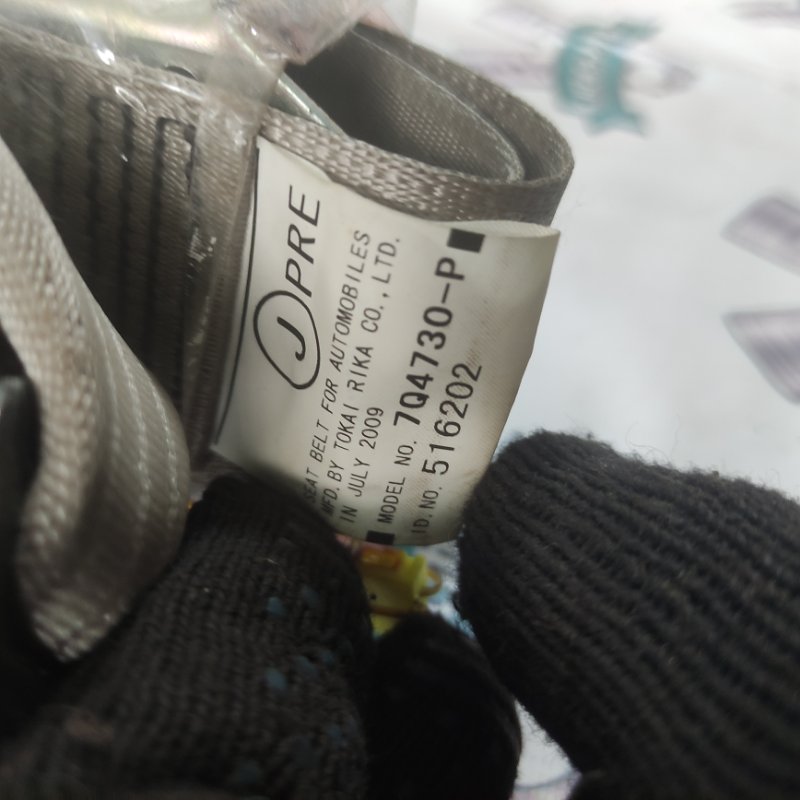 J PRE
SEAT BELT FOR AUTOMOBILES
MFD. BY TOKAI RIKA CO., LTD.
IN JULY 2009
MODEL NO. 7Q4730-P
ID. NO. 516202